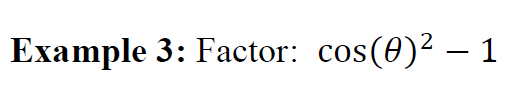 Example 3: Factor: cos(θ)² − 1